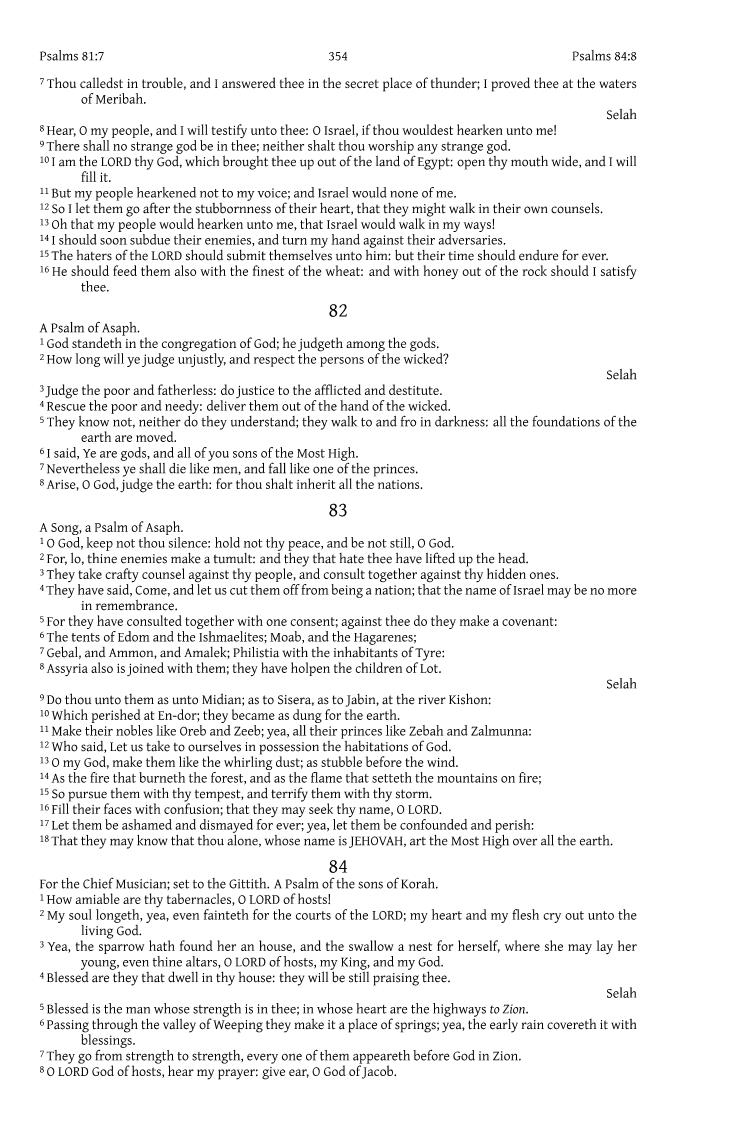 Psalms 81:7 354 Psalms 84:8
7 Thou calledst in trouble, and I answered thee in the secret place of thunder; I proved thee at the waters
of Meribah.
Selah
8 Hear, O my people, and I will testify unto thee: O Israel, if thou wouldest hearken unto me!
9 There shall no strange god be in thee; neither shalt thou worship any strange god.
10 I am the LORD thy God, which brought thee up out of the land of Egypt: open thy mouth wide, and I will
fill it.
11 But my people hearkened not to my voice; and Israel would none of me.
12 So I let them go after the stubbornness of their heart, that they might walk in their own counsels.
13 Oh that my people would hearken unto me, that Israel would walk in my ways!
14 I should soon subdue their enemies, and turn my hand against their adversaries.
15 The haters of the LORD should submit themselves unto him: but their time should endure for ever.
16 He should feed them also with the finest of the wheat: and with honey out of the rock should I satisfy
thee.
82
A Psalm of Asaph.
1 God standeth in the congregation of God; he judgeth among the gods.
2 How long will ye judge unjustly, and respect the persons of the wicked?
Selah
3 Judge the poor and fatherless: do justice to the afflicted and destitute.
4 Rescue the poor and needy: deliver them out of the hand of the wicked.
5 They know not, neither do they understand; they walk to and fro in darkness: all the foundations of the
earth are moved.
6 I said, Ye are gods, and all of you sons of the Most High.
7 Nevertheless ye shall die like men, and fall like one of the princes.
8 Arise, O God, judge the earth: for thou shalt inherit all the nations.
83
A Song, a Psalm of Asaph.
1 O God, keep not thou silence: hold not thy peace, and be not still, O God.
2 For, lo, thine enemies make a tumult: and they that hate thee have lifted up the head.
3 They take crafty counsel against thy people, and consult together against thy hidden ones.
4 They have said, Come, and let us cut them off from being a nation; that the name of Israel may be no more
in remembrance.
5 For they have consulted together with one consent; against thee do they make a covenant:
6 The tents of Edom and the Ishmaelites; Moab, and the Hagarenes;
7 Gebal, and Ammon, and Amalek; Philistia with the inhabitants of Tyre:
8 Assyria also is joined with them; they have holpen the children of Lot.
Selah
9 Do thou unto them as unto Midian; as to Sisera, as to Jabin, at the river Kishon:
10 Which perished at En-dor; they became as dung for the earth.
11 Make their nobles like Oreb and Zeeb; yea, all their princes like Zebah and Zalmunna:
12 Who said, Let us take to ourselves in possession the habitations of God.
13 O my God, make them like the whirling dust; as stubble before the wind.
14 As the fire that burneth the forest, and as the flame that setteth the mountains on fire;
15 So pursue them with thy tempest, and terrify them with thy storm.
16 Fill their faces with confusion; that they may seek thy name, O LORD.
17 Let them be ashamed and dismayed for ever; yea, let them be confounded and perish:
18 That they may know that thou alone, whose name is JEHOVAH, art the Most High over all the earth.
84
For the Chief Musician; set to the Gittith. A Psalm of the sons of Korah.
1 How amiable are thy tabernacles, O LORD of hosts!
2 My soul longeth, yea, even fainteth for the courts of the LORD; my heart and my flesh cry out unto the
living God.
3 Yea, the sparrow hath found her an house, and the swallow a nest for herself, where she may lay her
young, even thine altars, O LORD of hosts, my King, and my God.
4 Blessed are they that dwell in thy house: they will be still praising thee.
Selah
5 Blessed is the man whose strength is in thee; in whose heart are the highways to Zion.
6 Passing through the valley of Weeping they make it a place of springs; yea, the early rain covereth it with
blessings.
7 They go from strength to strength, every one of them appeareth before God in Zion.
8 O LORD God of hosts, hear my prayer: give ear, O God of Jacob.